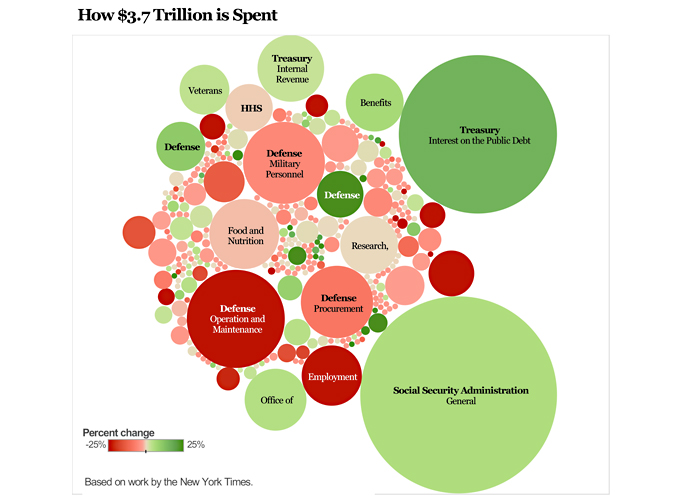 How $3.7 Trillion is Spent
Treasury
Internal
Revenue
Veterans
HHS
Benefits
Defense
Defense
Military
Personnel
Treasury
Interest on the Public Debt
Defense
Food and
Nutrition
Research,
Defense
Operation and
Maintenance
Defense
Procurement
Employment
Office of
Social Security Administration
General
Percent change
-25%
25%
Based on work by the New York Times.